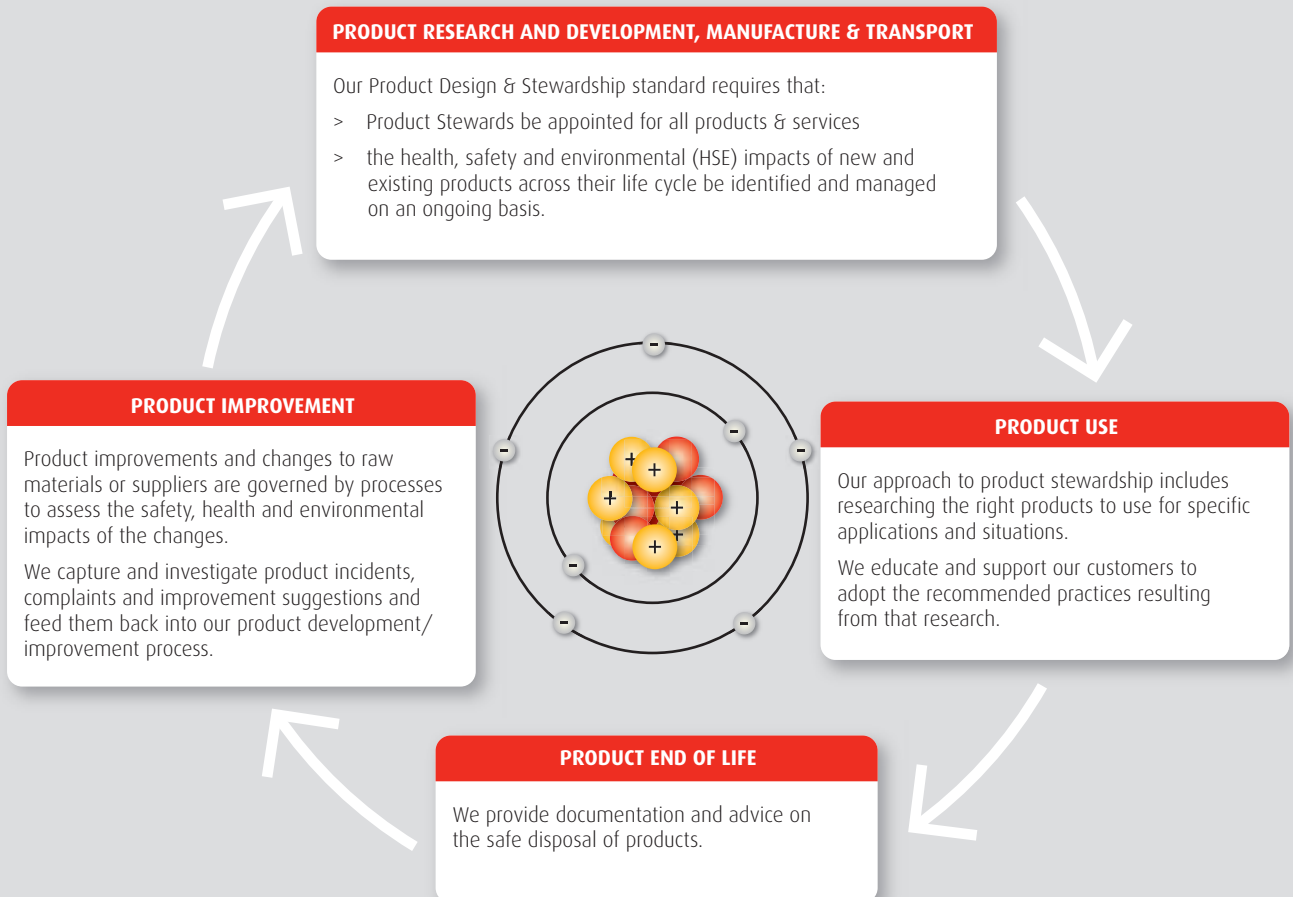 PRODUCT RESEARCH AND DEVELOPMENT, MANUFACTURE & TRANSPORT
Our Product Design & Stewardship standard requires that:
> Product Stewards be appointed for all products & services
> the health, safety and environmental (HSE) impacts of new and
existing products across their life cycle be identified and managed
on an ongoing basis.
PRODUCT USE
Our approach to product stewardship includes
researching the right products to use for specific
applications and situations.
We educate and support our customers to
adopt the recommended practices resulting
from that research.
PRODUCT END OF LIFE
We provide documentation and advice on
the safe disposal of products.
PRODUCT IMPROVEMENT
Product improvements and changes to raw
materials or suppliers are governed by processes
to assess the safety, health and environmental
impacts of the changes.
We capture and investigate product incidents,
complaints and improvement suggestions and
feed them back into our product development/
improvement process.